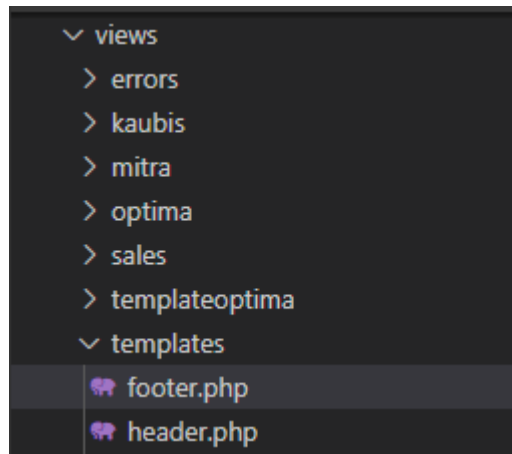 views
errors
kaubis
mitra
optima
sales
templateoptima
templates
footer.php
header.php